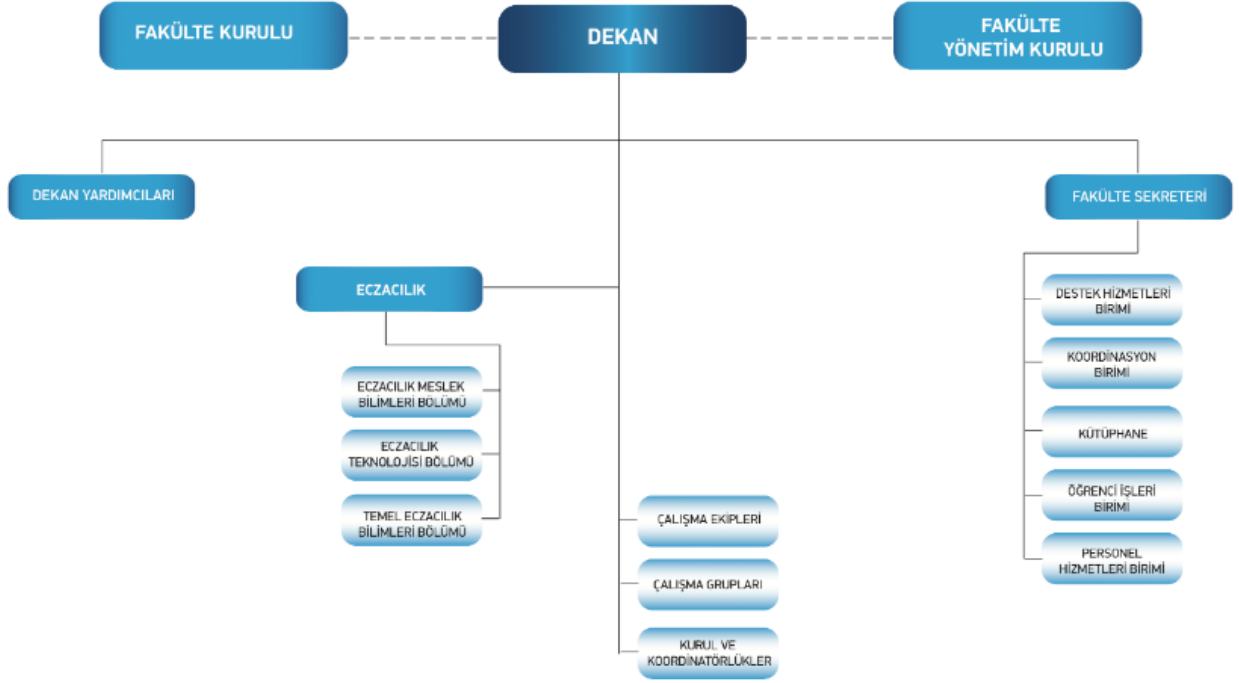 FAKÜLTE KURULU
DEKAN
FAKÜLTE
YÖNETİM KURULU
DEKAN YARDIMCILARI
FAKÜLTE SEKRETERİ
ECZACILIK
ECZACILIK MESLEK
BİLİMLERİ BÖLÜMÜ
ECZACILIK
TEKNOLOJİSİ BÖLÜMÜ
TEMEL ECZACILIK
BİLİMLERİ BÖLÜMÜ
ÇALIŞMA EKİPLERİ
ÇALIŞMA GRUPLARI
KURUL VE
KOORDİNATÖRLÜKLER
DESTEK HİZMETLERİ
BİRİMİ
KOORDİNASYON
BİRİMİ
KÜTÜPHANE
ÖĞRENCİ İŞLERİ
BİRİMİ
PERSONEL
HİZMETLERİ BİRİMİ